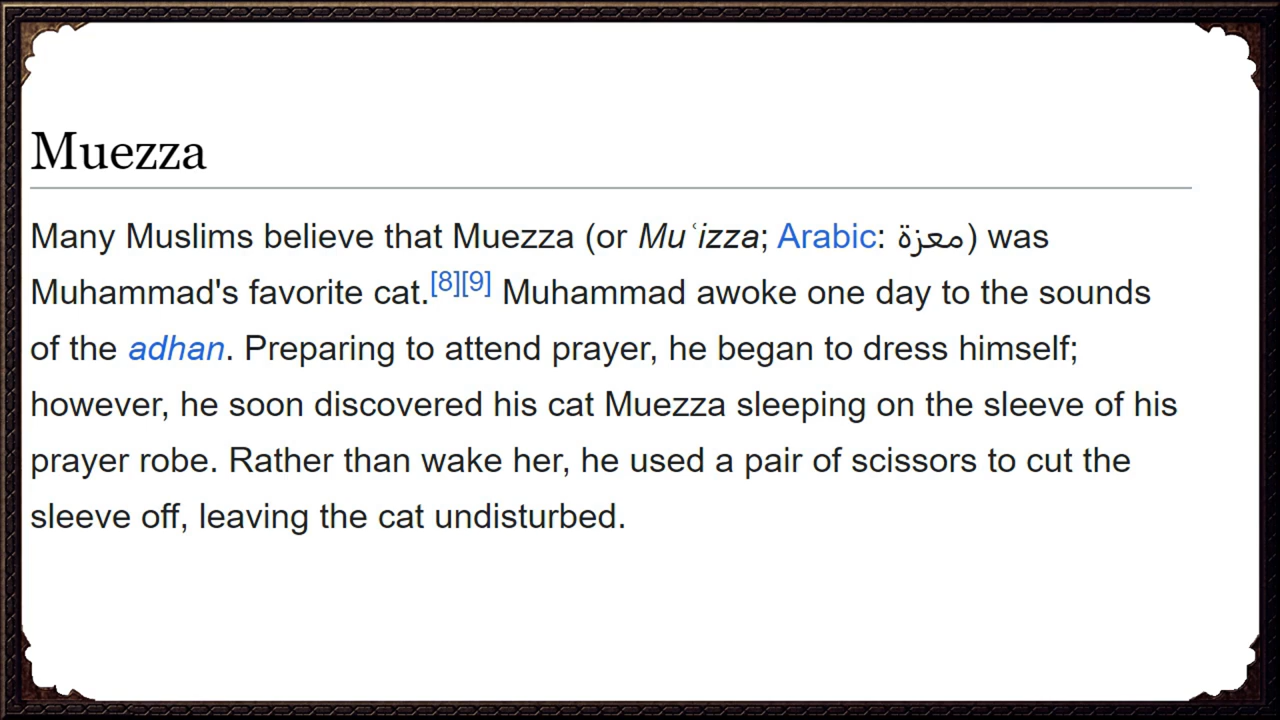 Muezza
Many Muslims believe that Muezza (or Muʿizza; Arabic: معزة) was
Muhammad's favorite cat.[8][9] Muhammad awoke one day to the sounds
of the adhan. Preparing to attend prayer, he began to dress himself;
however, he soon discovered his cat Muezza sleeping on the sleeve of his
prayer robe. Rather than wake her, he used a pair of scissors to cut the
sleeve off, leaving the cat undisturbed.